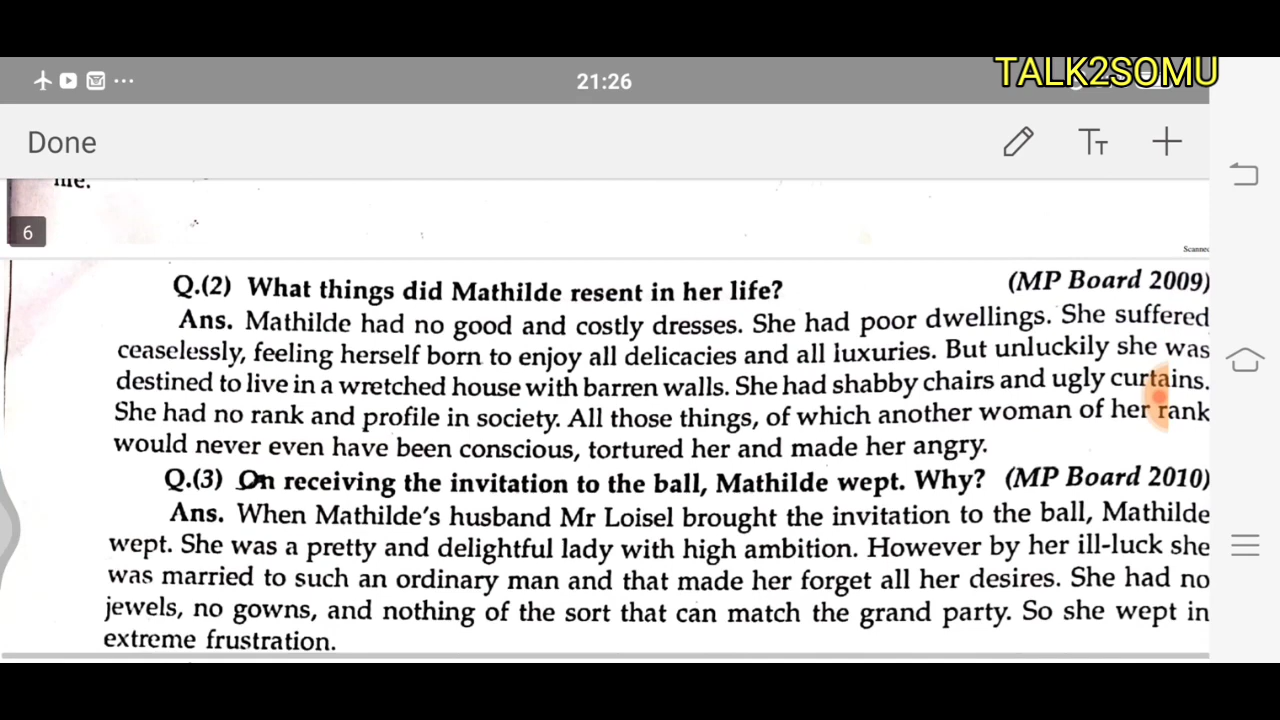 TALK2SOMU
21:26
Done
me.
6
Scanned
Q.(2) What things did Mathilde resent in her life? (MP Board 2009)
Ans. Mathilde had no good and costly dresses. She had poor dwellings. She suffered
ceaselessly, feeling herself born to enjoy all delicacies and all luxuries. But unluckily she was
destined to live in a wretched house with barren walls. She had shabby chairs and ugly curtains.
She had no rank and profile in society. All those things, of which another woman of her rank
would never even have been conscious, tortured her and made her angry.
Q.(3) On receiving the invitation to the ball, Mathilde wept. Why? (MP Board 2010)
Ans. When Mathilde's husband Mr Loisel brought the invitation to the ball, Mathilde
wept. She was a pretty and delightful lady with high ambition. However by her ill-luck she
was married to such an ordinary man and that made her forget all her desires. She had no
jewels, no gowns, and nothing of the sort that can match the grand party. So she wept in
extreme frustration.